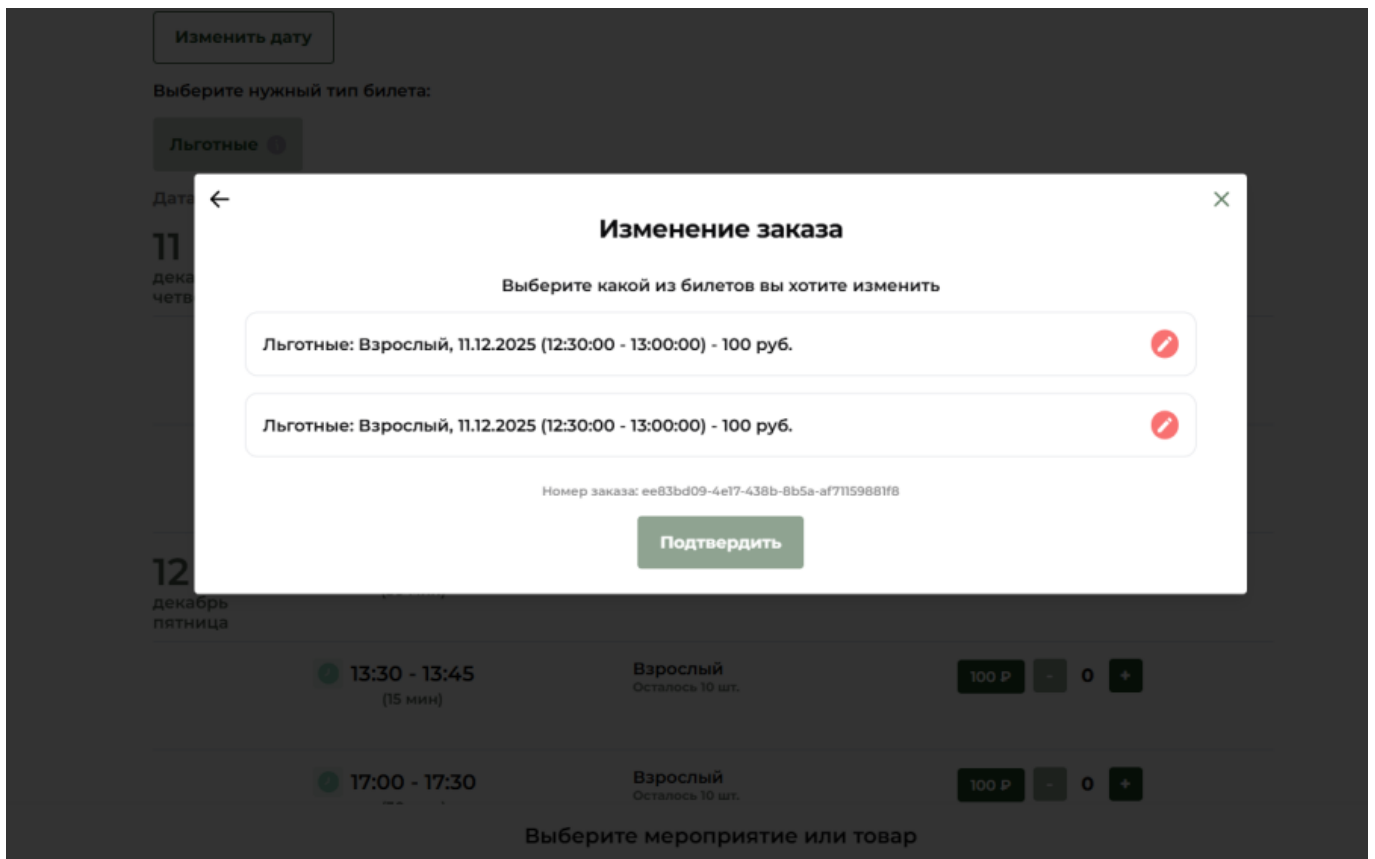 Изменить дату
Выберите нужный тип билета:
Льготные
Дата
11
дека
четв
Изменение заказа
Выберите какой из билетов вы хотите изменить
Льготные: Взрослый, 11.12.2025 (12:30:00 - 13:00:00) - 100 руб.
Льготные: Взрослый, 11.12.2025 (12:30:00 - 13:00:00) - 100 руб.
Номер заказа: ee83bd09-4e17-438b-8b5a-af71159881f8
Подтвердить
12
декабрь
пятница
13:30 - 13:45 Взрослый 100 ₽ - 0 +
(15 мин) Осталось 10 шт.
17:00 - 17:30 Взрослый 100 ₽ - 0 +
Осталось 10 шт.
Выберите мероприятие или товар